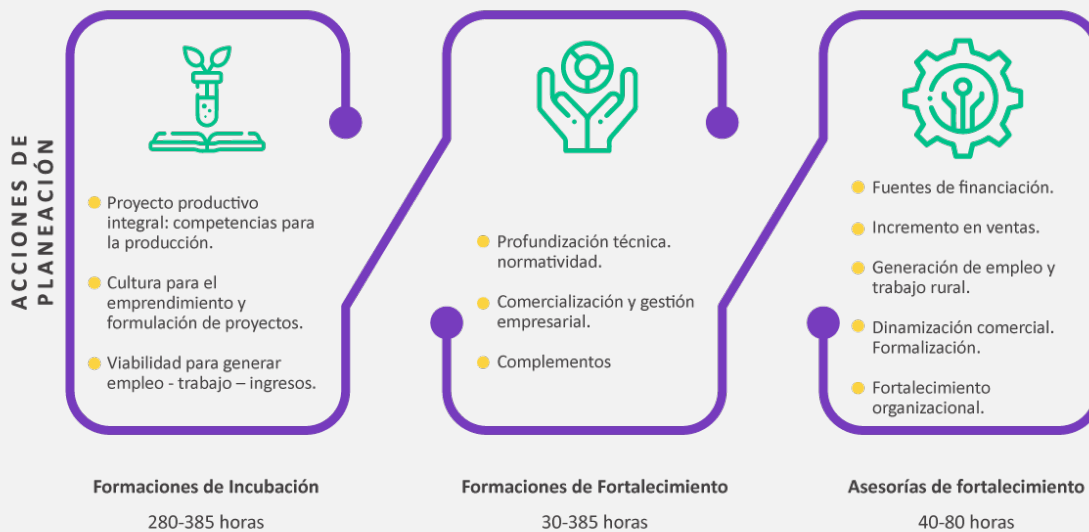 ACCIONES DE
PLANEACIÓN
Proyecto productivo
integral: competencias para
la producción.
Cultura para el
emprendimiento y
formulación de proyectos.
Viabilidad para generar
empleo - trabajo – ingresos.
Formaciones de Incubación
280-385 horas
Profundización técnica.
normatividad.
Comercialización y gestión
empresarial.
Complementos
Formaciones de Fortalecimiento
30-385 horas
Fuentes de financiación.
Incremento en ventas.
Generación de empleo y
trabajo rural.
Dinamización comercial.
Formalización.
Fortalecimiento
organizacional.
Asesorías de fortalecimiento
40-80 horas